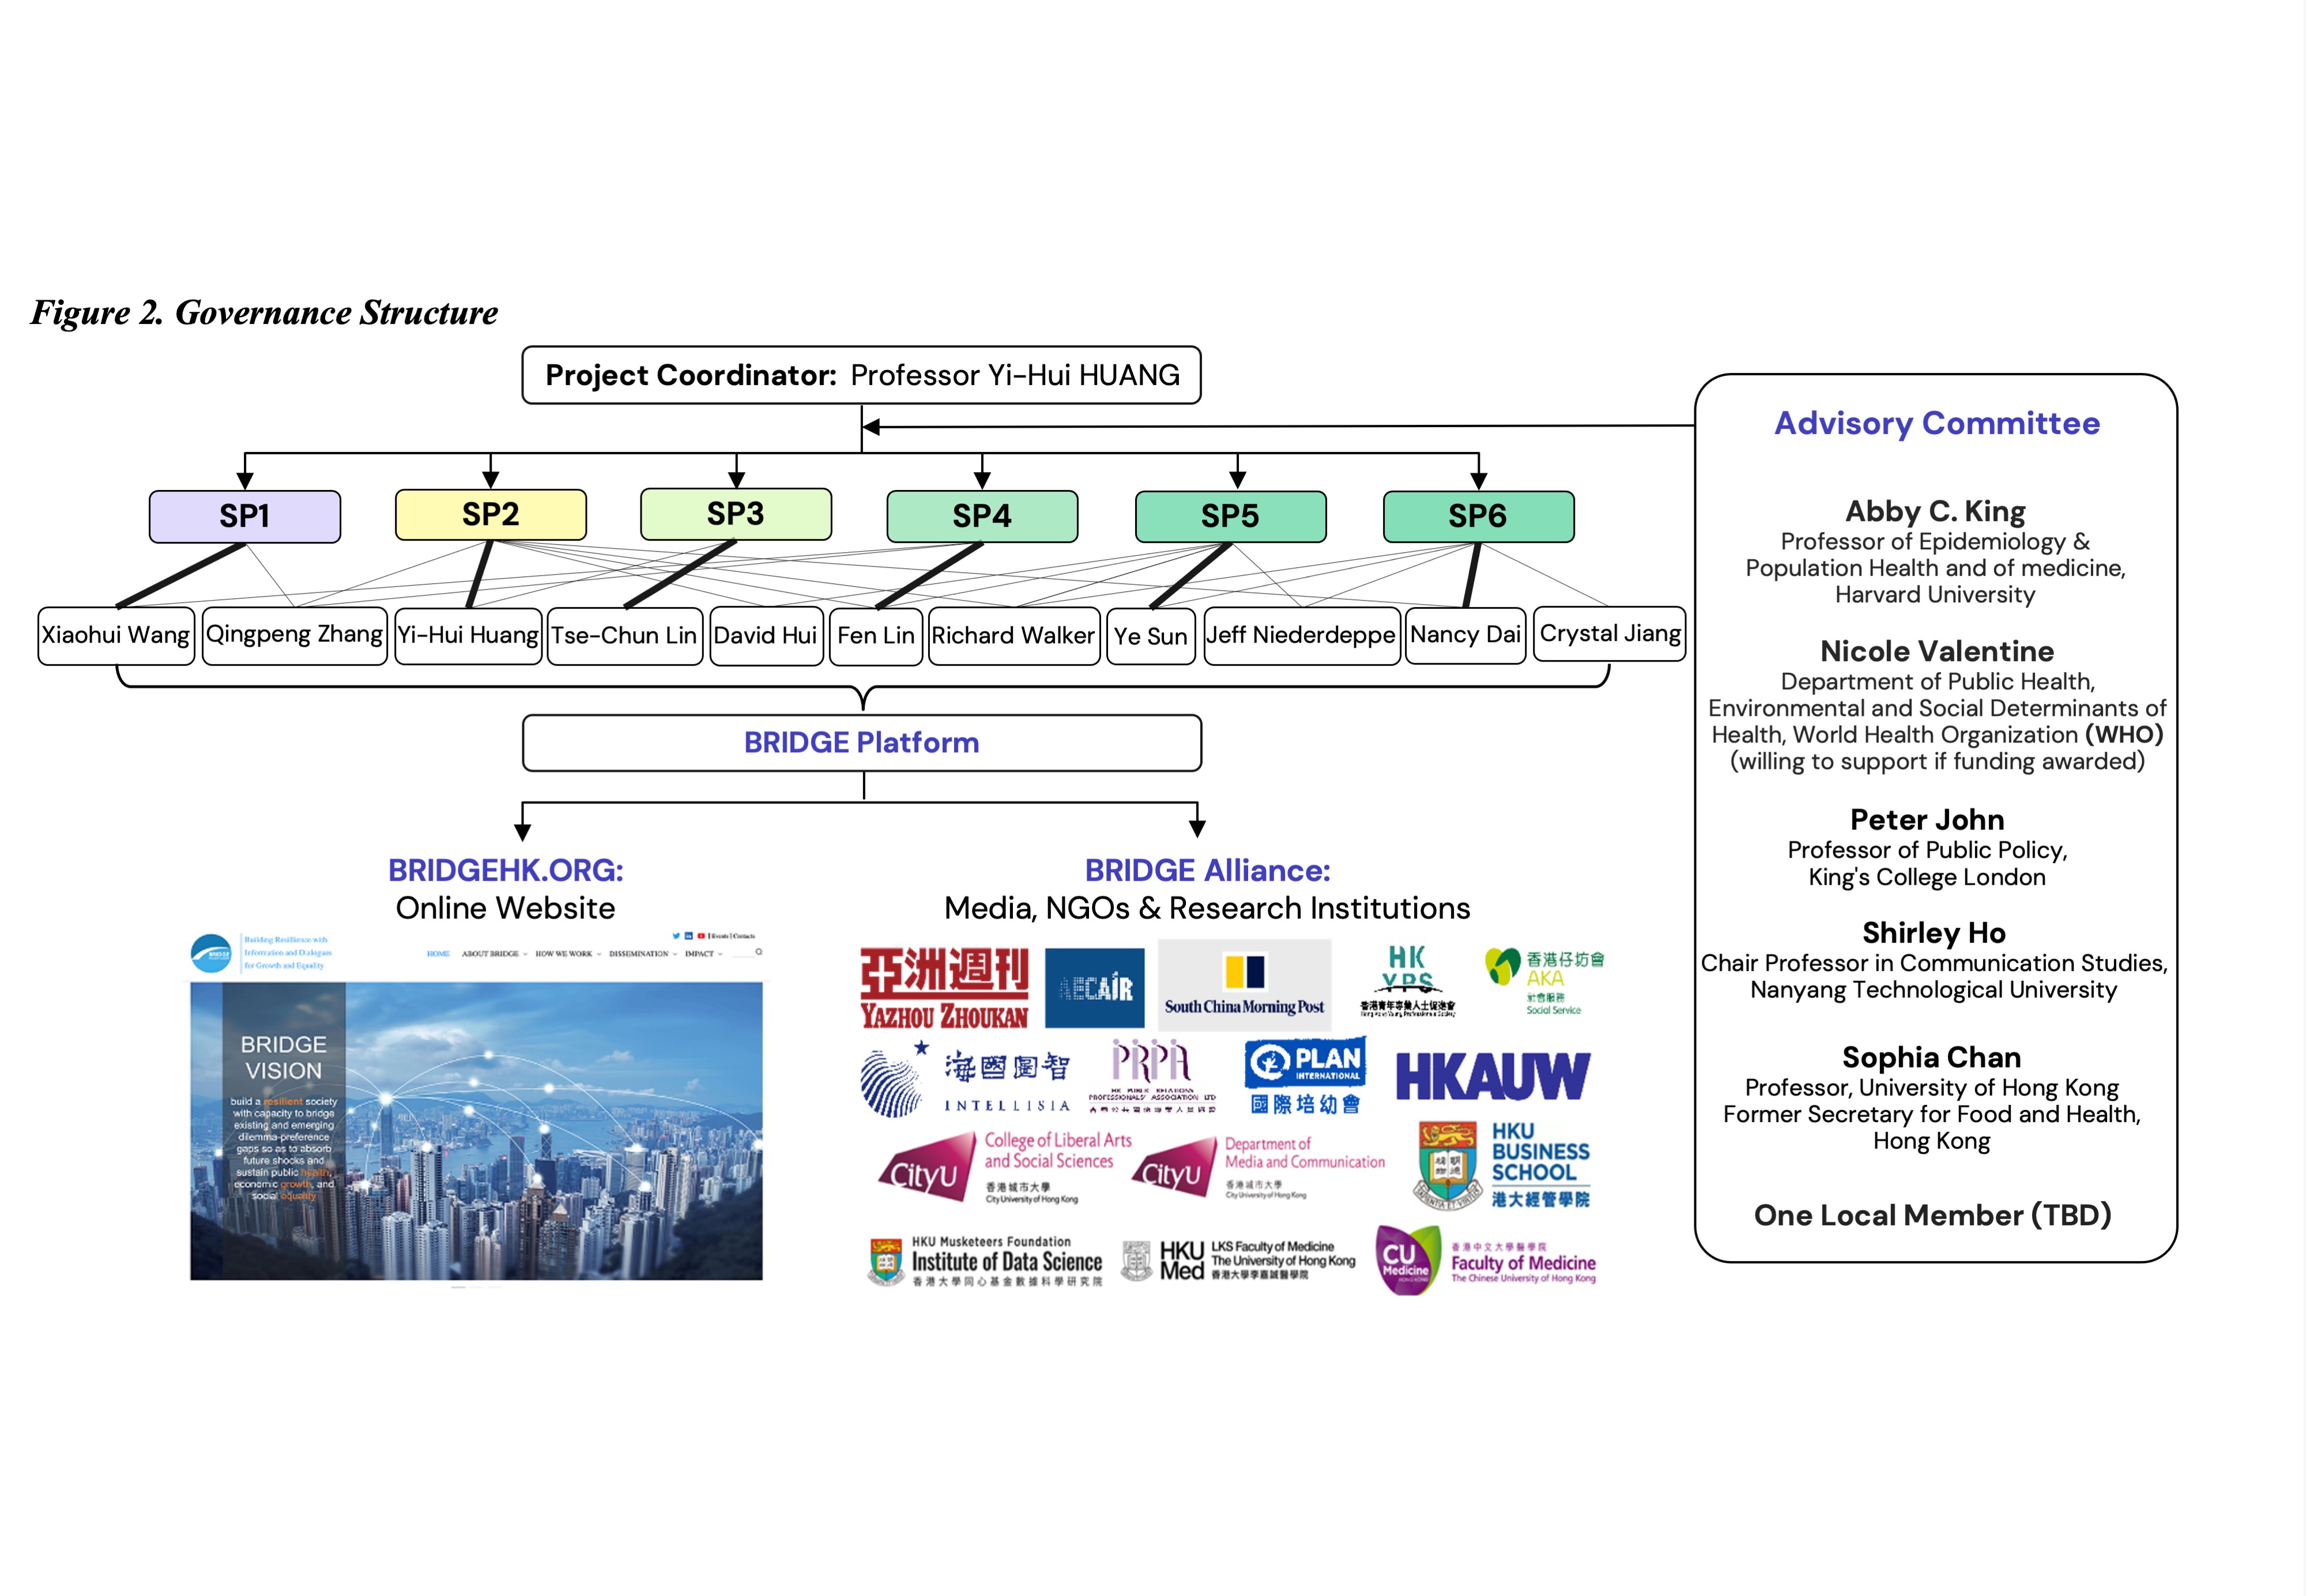 Figure 2. Governance Structure
Project Coordinator: Professor Yi-Hui HUANG
SP1
SP2
SP3
SP4
SP5
SP6
Xiaohui Wang
Qingpeng Zhang
Yi-Hui Huang
Tse-Chun Lin
David Hui
Fen Lin
Richard Walker
Ye Sun
Jeff Niederdeppe
Nancy Dai
Crystal Jiang
BRIDGE Platform
BRIDGEHK.ORG:
Online Website
Building Resilience with
Information and Dialogues
for Growth and Equality
BRIDGE
Events | Contacts
HOME ABOUT BRIDGE HOW WE WORK DISSEMINATION IMPACT
BRIDGE
VISION
build a resilient society
with capacity to bridge
existing and emerging
dilemma-preference
gaps so as to absorb
future shocks and
sustain public health,
economic growth, and
social equality
BRIDGE Alliance:
Media, NGOs & Research Institutions
亞洲週刊
YAZHOU ZHOUKAN
AECAIR
South China Morning Post
HK
YPS
香港青年專業人士促進會
香港仔坊會
AKA
社會服務
Social Service
海國圖智
INTELLISIA
PRPA
HK PUBLIC RELATIONS
PROFESSIONALS' ASSOCIATION LTD
PLAN
INTERNATIONAL
國際培幼會
HKAUW
CityU
College of Liberal Arts
and Social Sciences
香港城市大學
City University of Hong Kong
CityU
Department of
Media and Communication
香港城市大學
City University of Hong Kong
HKU
BUSINESS
SCHOOL
港大經管學院
HKU Musketeers Foundation
Institute of Data Science
香港大學同心基金數據科學研究院
HKU
Med
LKS Faculty of Medicine
The University of Hong Kong
香港大學李嘉誠醫學院
CU
Medicine
HONG KONG
香港中文大學醫學院
Faculty of Medicine
The Chinese University of Hong Kong
Advisory Committee
Abby C. King
Professor of Epidemiology &
Population Health and of medicine,
Harvard University
Nicole Valentine
Department of Public Health,
Environmental and Social Determinants of
Health, World Health Organization (WHO)
(willing to support if funding awarded)
Peter John
Professor of Public Policy,
King's College London
Shirley Ho
Chair Professor in Communication Studies,
Nanyang Technological University
Sophia Chan
Professor, University of Hong Kong
Former Secretary for Food and Health,
Hong Kong
One Local Member (TBD)